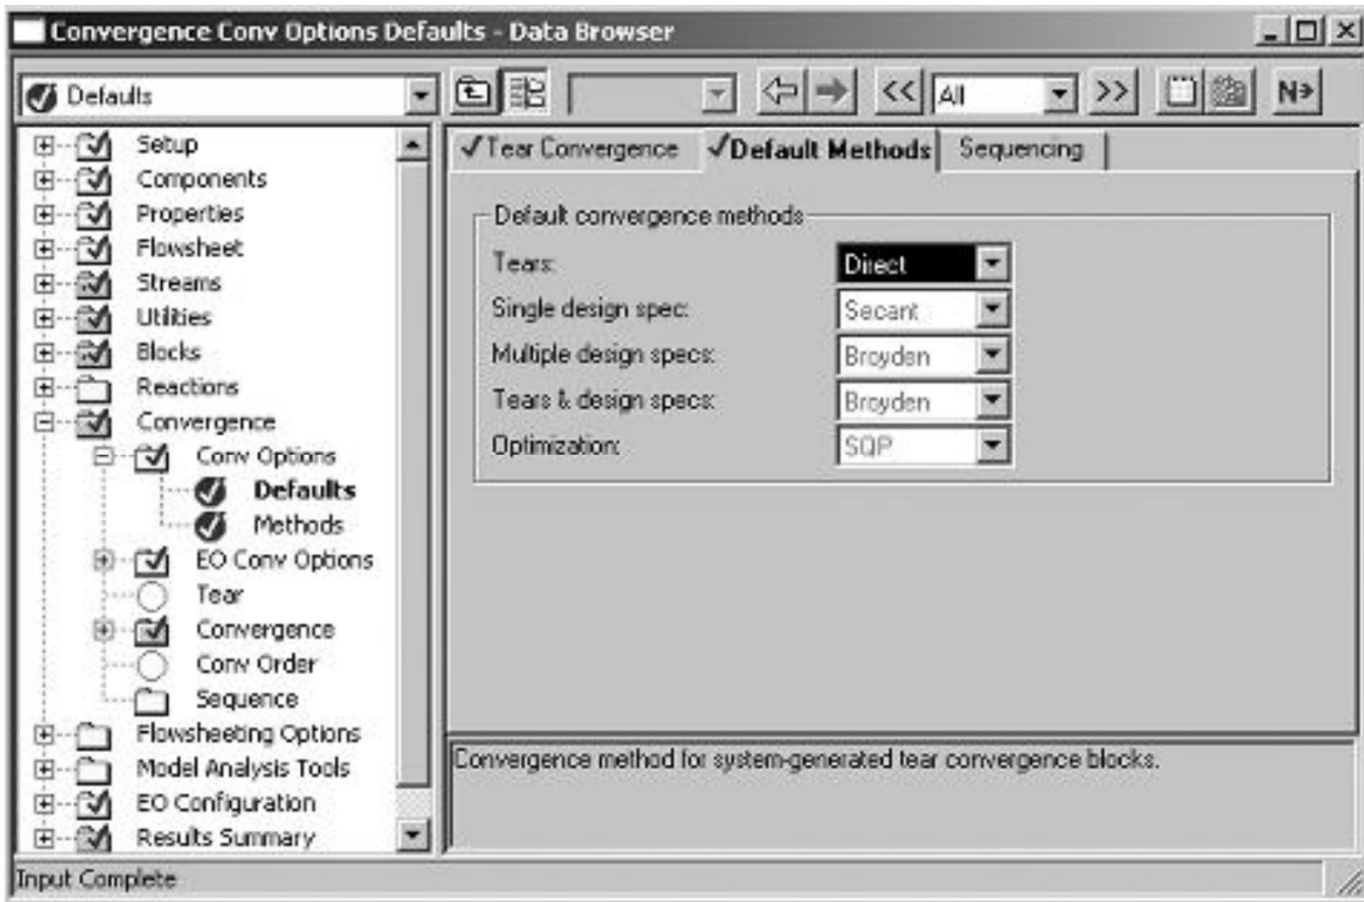 Convergence Conv Options Defaults - Data Browser
Defaults
<< All >> N
Setup
Components
Properties
Flowsheet
Streams
Utilities
Blocks
Reactions
Convergence
Conv Options
Defaults
Methods
EO Conv Options
Tear
Convergence
Conv Order
Sequence
Flowsheeting Options
Model Analysis Tools
EO Configuration
Results Summary
Tear Convergence Default Methods Sequencing
Default convergence methods
Tears: Direct
Single design spec: Secant
Multiple design specs: Broyden
Tears & design specs: Broyden
Optimization: SQP
Convergence method for system-generated tear convergence blocks.
Input Complete